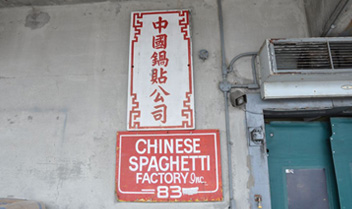 中國鍋貼公司
CHINESE
SPAGHETTI
FACTORY Inc.
83